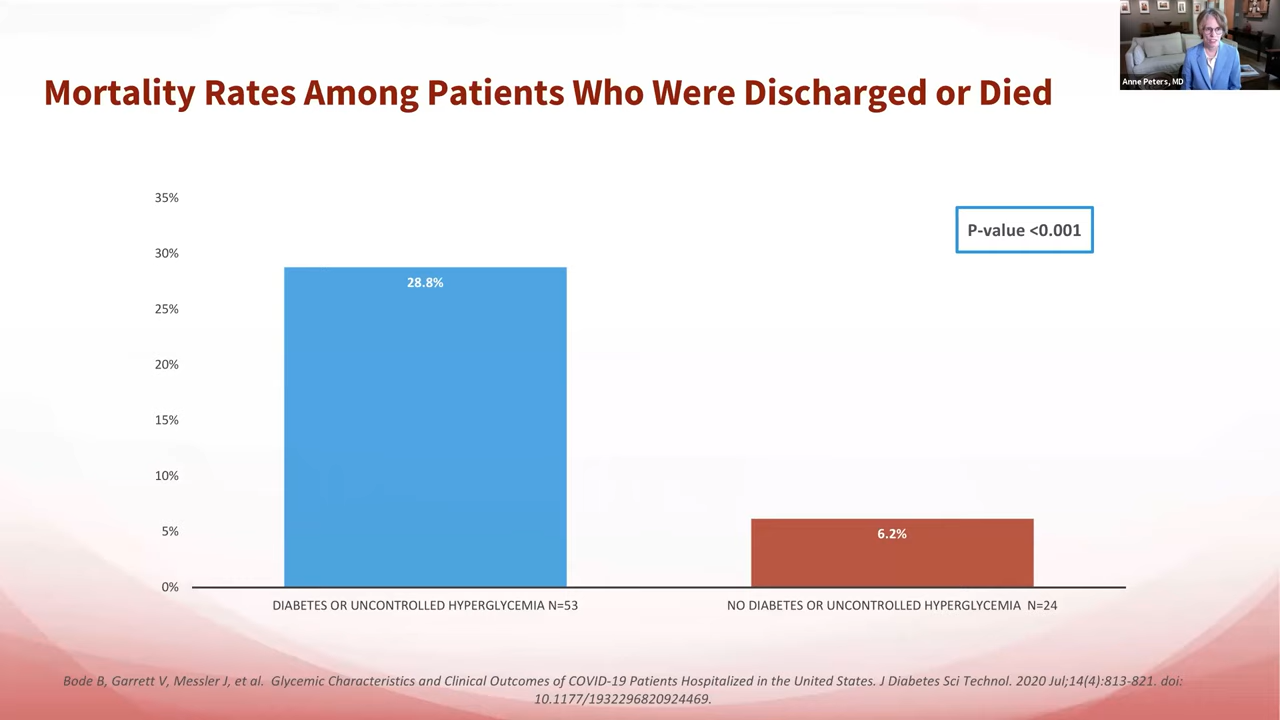 Anne Peters, MD
Mortality Rates Among Patients Who Were Discharged or Died
35%
30%
25%
20%
15%
10%
5%
0%
P-value <0.001
28.8%
6.2%
DIABETES OR UNCONTROLLED HYPERGLYCEMIA N=53
NO DIABETES OR UNCONTROLLED HYPERGLYCEMIA N=24
Bode B, Garrett V, Messler J, et al. Glycemic Characteristics and Clinical Outcomes of COVID-19 Patients Hospitalized in the United States. J Diabetes Sci Technol. 2020 Jul;14(4):813-821. doi:
10.1177/1932296820924469.